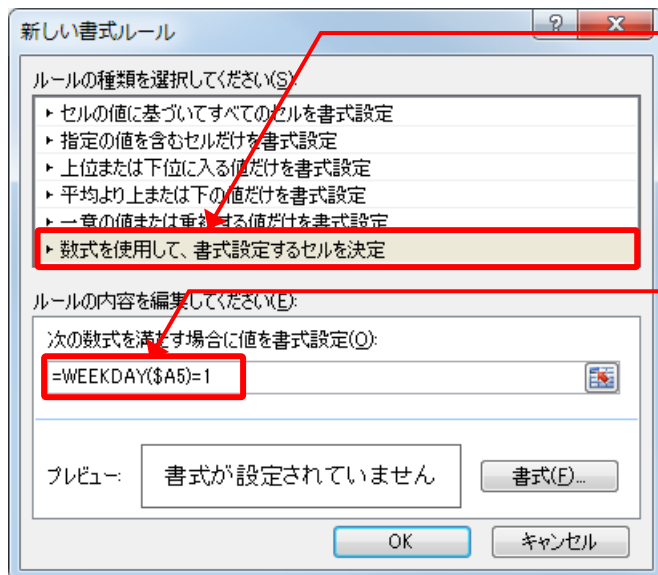 新しい書式ルール
ルールの種類を選択してください(S):
► セルの値に基づいてすべてのセルを書式設定
► 指定の値を含むセルだけを書式設定
► 上位または下位に入る値だけを書式設定
► 平均より上または下の値だけを書式設定
► 一意の値または重複する値だけを書式設定
► 数式を使用して、書式設定するセルを決定
ルールの内容を編集してください(E):
次の数式を満たす場合に値を書式設定(O):
=WEEKDAY($A5)=1
プレビュー: 書式が設定されていません 書式(F)...
OK キャンセル